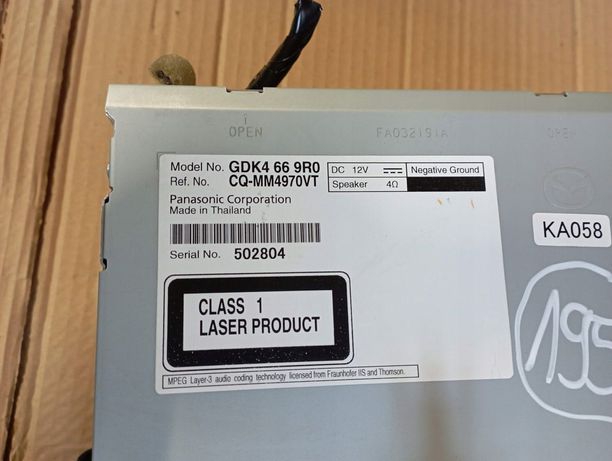 OPEN
FA032191A
OPEN
Model No. GDK4 66 9R0
Ref. No. CQ-MM4970VT
DC 12V Negative Ground
Speaker 4Ω
Panasonic Corporation
Made in Thailand
Serial No. 502804
CLASS 1
LASER PRODUCT
MPEG Layer-3 audio coding technology licensed from Fraunhofer IIS and Thomson.
KA058
195